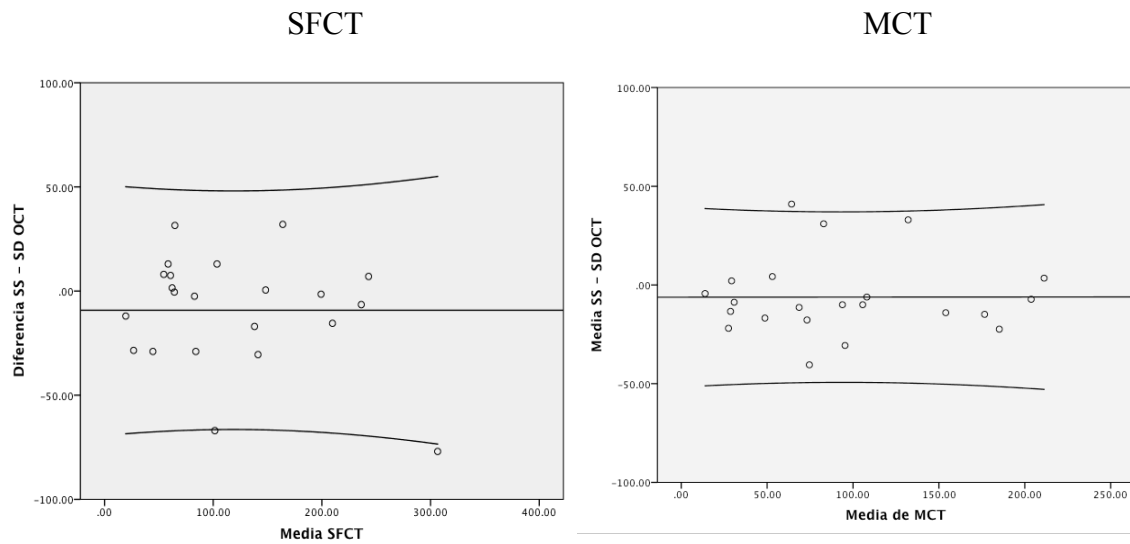 SFCT
100.00
50.00
.00
-50.00
-100.00
Diferencia SS - SD OCT
.00 100.00 200.00 300.00 400.00
Media SFCT
MCT
100.00
50.00
.00
-50.00
-100.00
Media SS - SD OCT
.00 50.00 100.00 150.00 200.00 250.00
Media de MCT